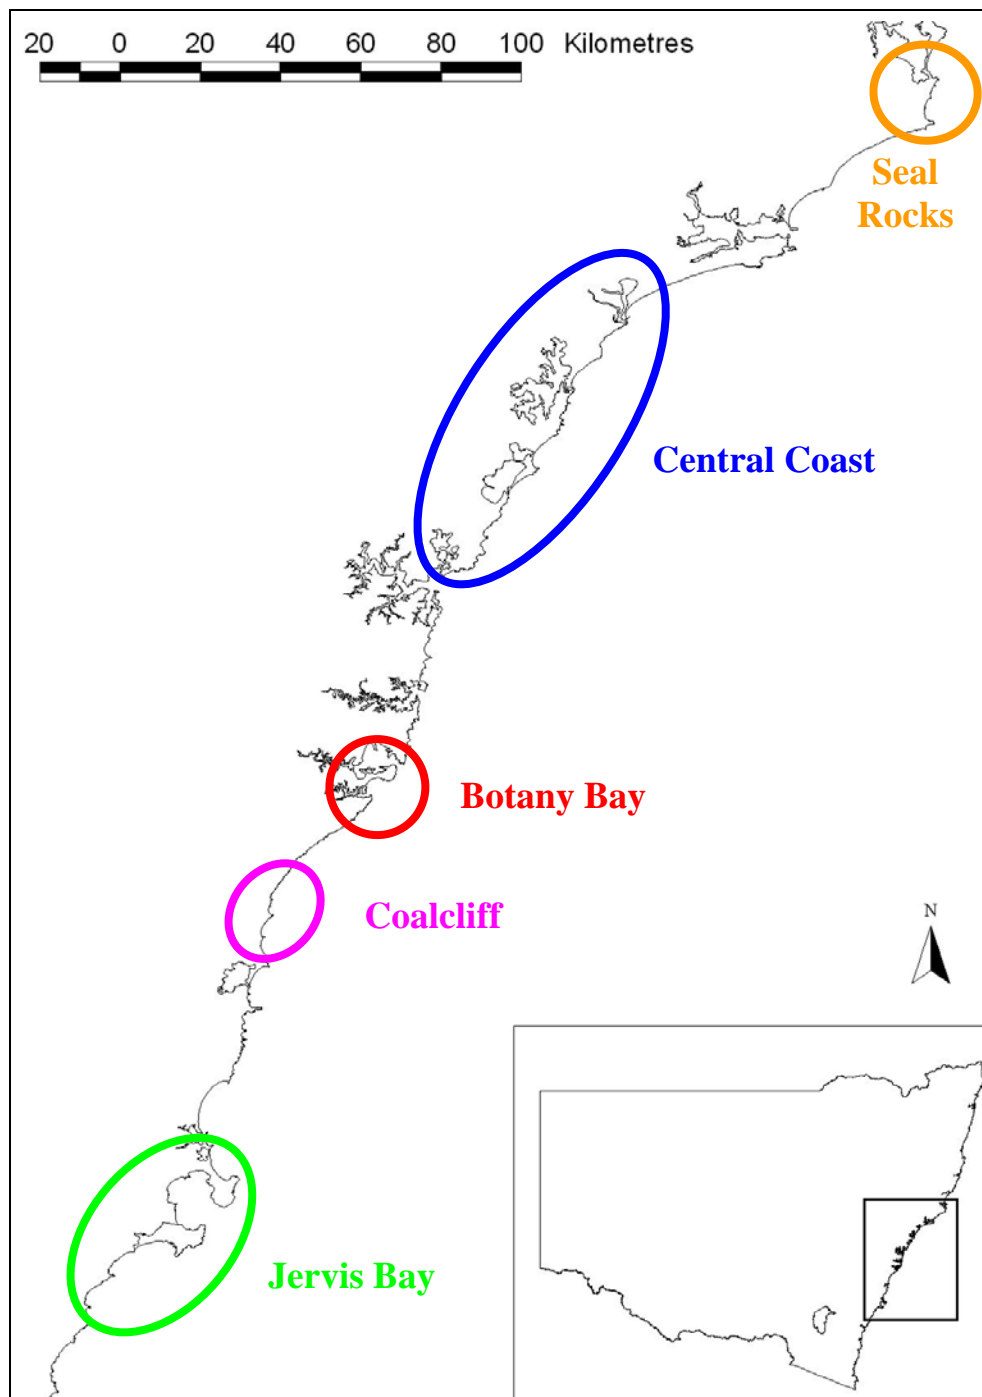 20 0 20 40 60 80 100 Kilometres
Seal
Rocks
Central Coast
Botany Bay
Coalcliff
N
Jervis Bay